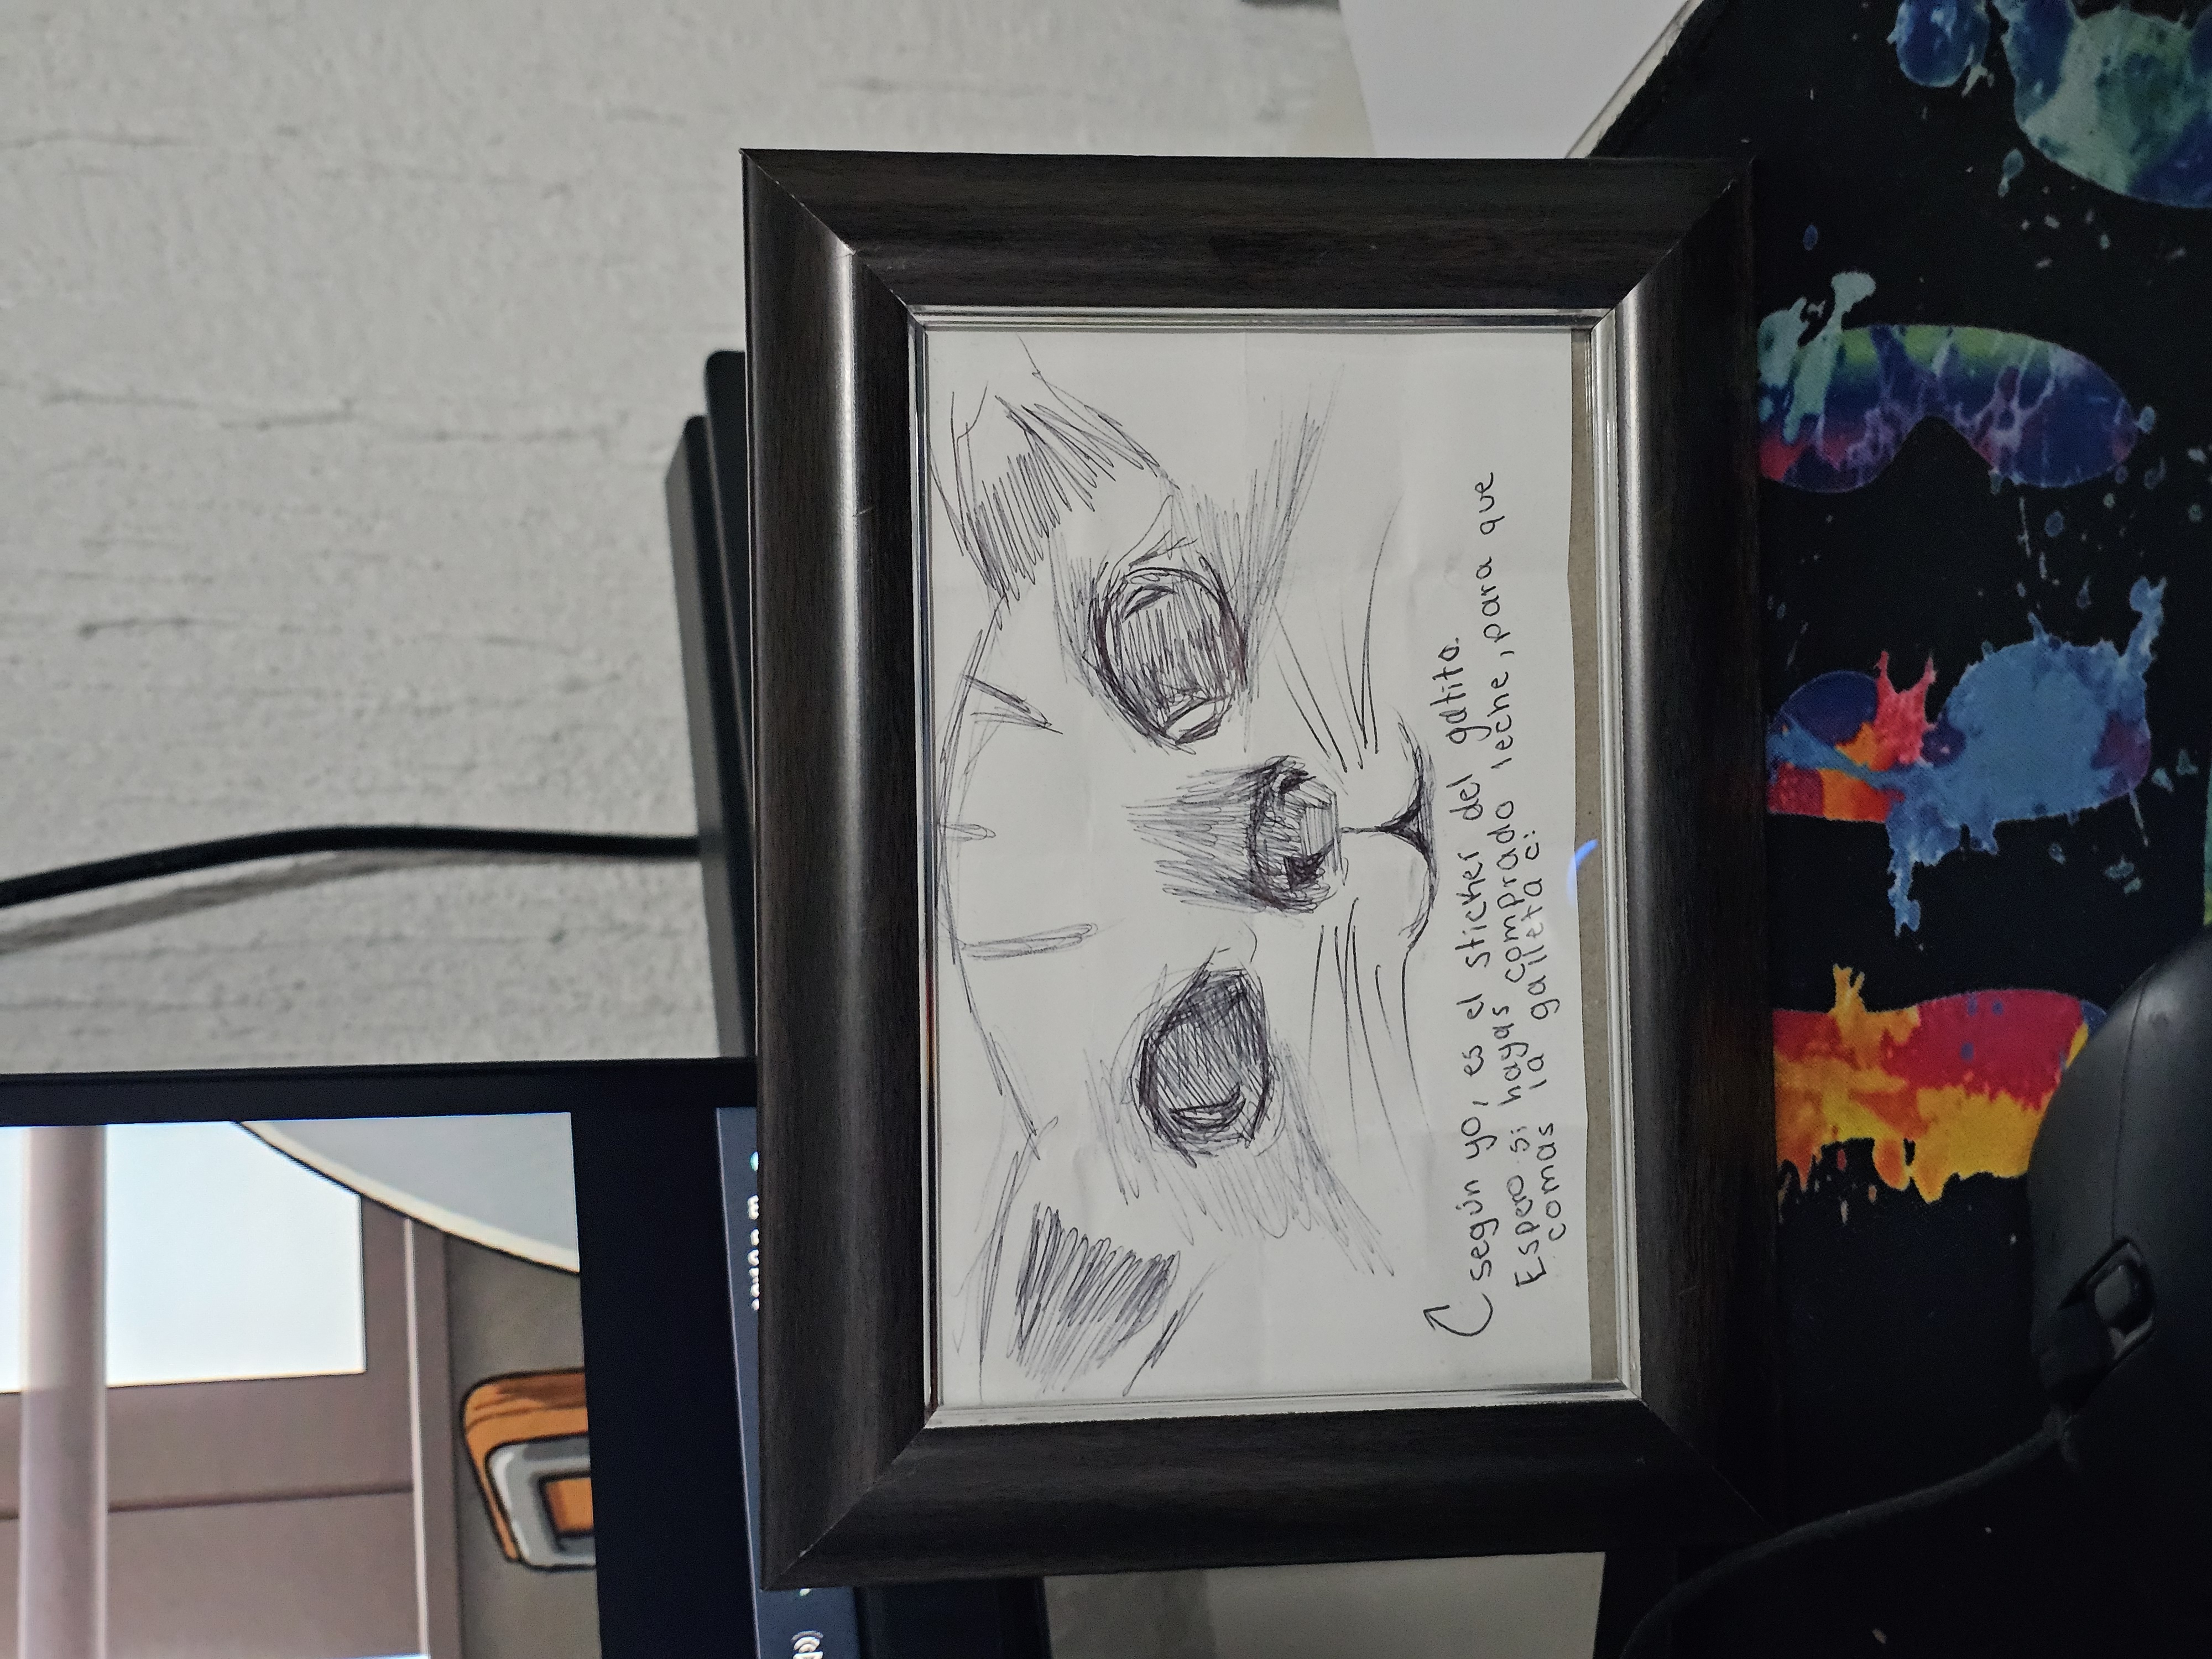 según yo, es el sticker del gatito.
Espero si hayas comprado leche, para que
comas la galleta c: